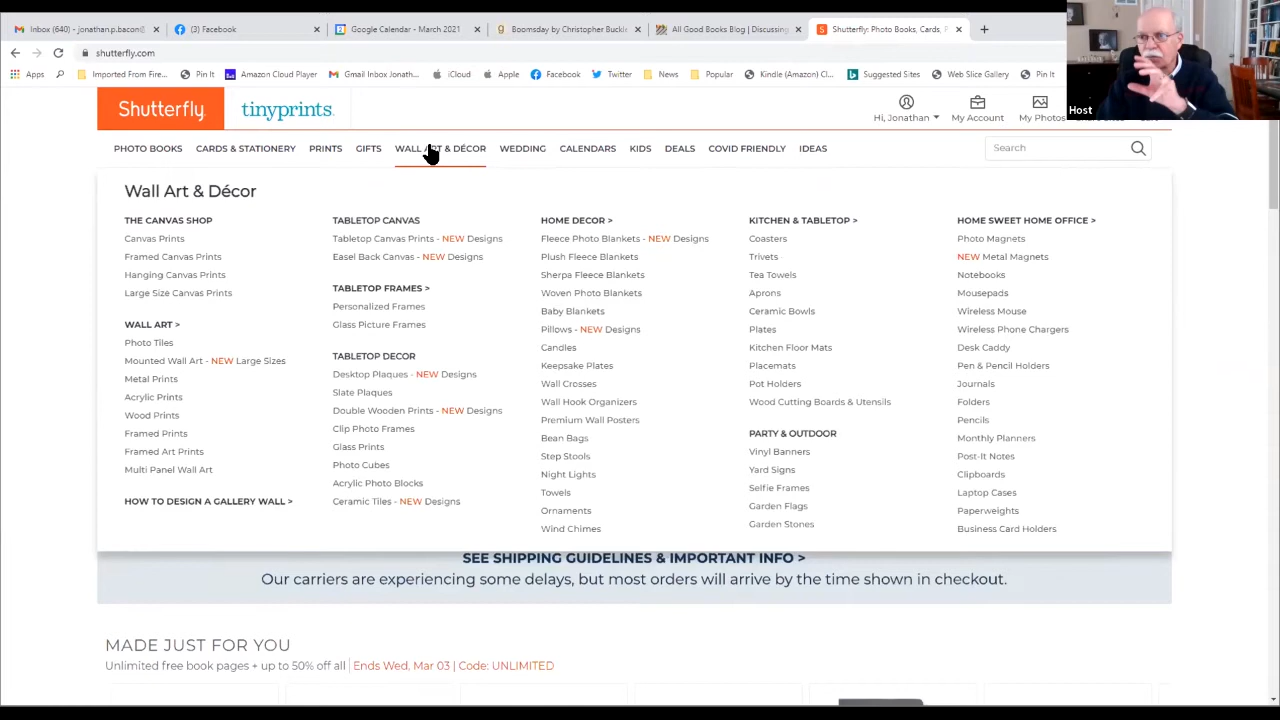 Inbox (640) - jonathan.p.bacon@
(3) Facebook
Google Calendar - March 2021
Boomsday by Christopher Buckle
All Good Books Blog | Discussing
Shutterfly: Photo Books, Cards, P
shutterfly.com
Apps
Imported From Fire...
Pin It
Amazon Cloud Player
Gmail Inbox Jonath...
iCloud
Apple
Facebook
Twitter
News
Popular
Kindle (Amazon) Cl...
Suggested Sites
Web Slice Gallery
Pin It
Host
Shutterfly.
tinyprints.
Hi, Jonathan
My Account
My Photos
PHOTO BOOKS
CARDS & STATIONERY
PRINTS
GIFTS
WALL ART & DÉCOR
WEDDING
CALENDARS
KIDS
DEALS
COVID FRIENDLY
IDEAS
Search
Wall Art & Décor
THE CANVAS SHOP
Canvas Prints
Framed Canvas Prints
Hanging Canvas Prints
Large Size Canvas Prints
WALL ART >
Photo Tiles
Mounted Wall Art - NEW Large Sizes
Metal Prints
Acrylic Prints
Wood Prints
Framed Prints
Framed Art Prints
Multi Panel Wall Art
HOW TO DESIGN A GALLERY WALL >
TABLETOP CANVAS
Tabletop Canvas Prints - NEW Designs
Easel Back Canvas - NEW Designs
TABLETOP FRAMES >
Personalized Frames
Glass Picture Frames
TABLETOP DECOR
Desktop Plaques - NEW Designs
Slate Plaques
Double Wooden Prints - NEW Designs
Clip Photo Frames
Glass Prints
Photo Cubes
Acrylic Photo Blocks
Ceramic Tiles - NEW Designs
HOME DECOR >
Fleece Photo Blankets - NEW Designs
Plush Fleece Blankets
Sherpa Fleece Blankets
Woven Photo Blankets
Baby Blankets
Pillows - NEW Designs
Candles
Keepsake Plates
Wall Crosses
Wall Hook Organizers
Premium Wall Posters
Bean Bags
Step Stools
Night Lights
Towels
Ornaments
Wind Chimes
KITCHEN & TABLETOP >
Coasters
Trivets
Tea Towels
Aprons
Ceramic Bowls
Plates
Kitchen Floor Mats
Placemats
Pot Holders
Wood Cutting Boards & Utensils
PARTY & OUTDOOR
Vinyl Banners
Yard Signs
Selfie Frames
Garden Flags
Garden Stones
HOME SWEET HOME OFFICE >
Photo Magnets
NEW Metal Magnets
Notebooks
Mousepads
Wireless Mouse
Wireless Phone Chargers
Desk Caddy
Pen & Pencil Holders
Journals
Folders
Pencils
Monthly Planners
Post-It Notes
Clipboards
Laptop Cases
Paperweights
Business Card Holders
SEE SHIPPING GUIDELINES & IMPORTANT INFO >
Our carriers are experiencing some delays, but most orders will arrive by the time shown in checkout.
MADE JUST FOR YOU
Unlimited free book pages + up to 50% off all | Ends Wed, Mar 03 | Code: UNLIMITED